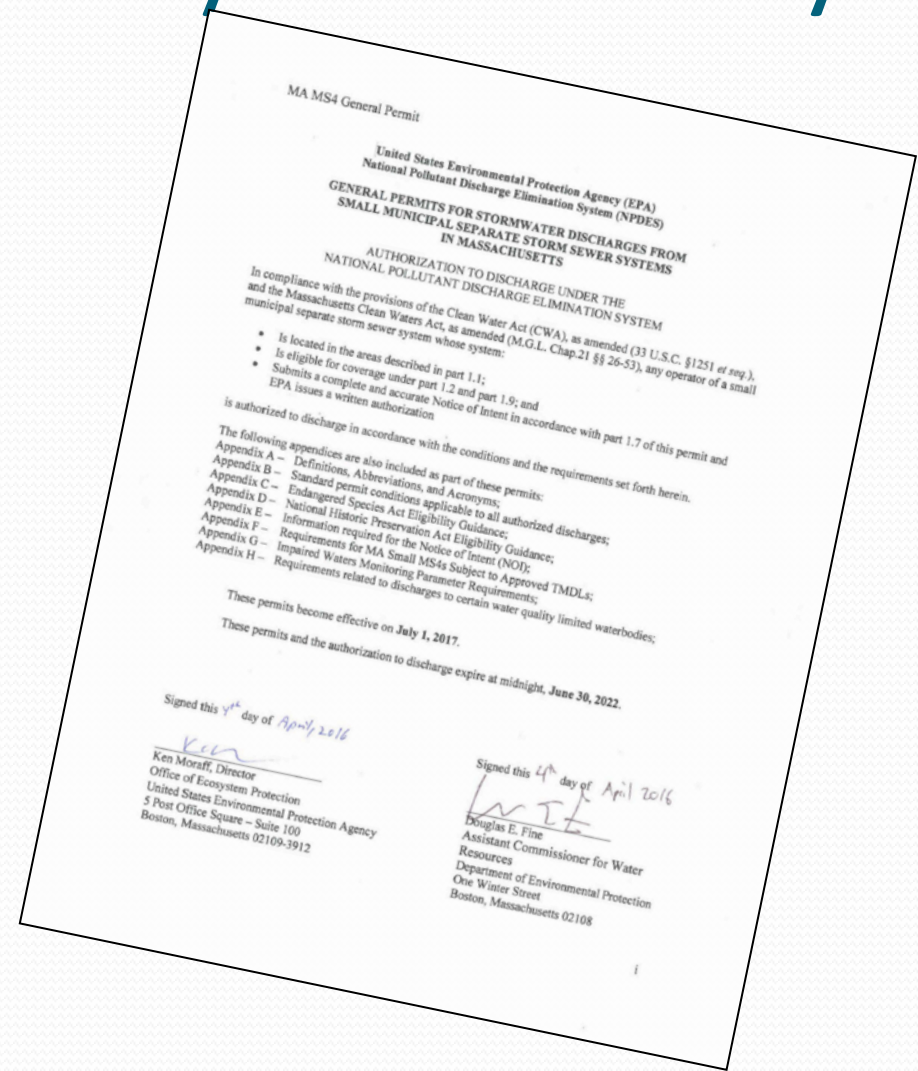 MA MS4 General Permit
United States Environmental Protection Agency (EPA)
National Pollutant Discharge Elimination System (NPDES)
GENERAL PERMITS FOR STORMWATER DISCHARGES FROM
SMALL MUNICIPAL SEPARATE STORM SEWER SYSTEMS
IN MASSACHUSETTS
AUTHORIZATION TO DISCHARGE UNDER THE
NATIONAL POLLUTANT DISCHARGE ELIMINATION SYSTEM
In compliance with the provisions of the Clean Water Act (CWA), as amended (33 U.S.C. §1251 et seq.),
and the Massachusetts Clean Waters Act, as amended (M.G.L. Chap.21 §§ 26-53), any operator of a small
municipal separate storm sewer system whose system:
• Is located in the areas described in part 1.1;
• Is eligible for coverage under part 1.2 and part 1.9; and
• Submits a complete and accurate Notice of Intent in accordance with part 1.7 of this permit and
EPA issues a written authorization
is authorized to discharge in accordance with the conditions and the requirements set forth herein.
The following appendices are also included as part of these permits:
Appendix A – Definitions, Abbreviations, and Acronyms;
Appendix B – Standard permit conditions applicable to all authorized discharges;
Appendix C – Endangered Species Act Eligibility Guidance;
Appendix D – National Historic Preservation Act Eligibility Guidance;
Appendix E – Information required for the Notice of Intent (NOI);
Appendix F – Requirements for MA Small MS4s Subject to Approved TMDLs;
Appendix G – Impaired Waters Monitoring Parameter Requirements;
Appendix H – Requirements related to discharges to certain water quality limited waterbodies;
These permits become effective on July 1, 2017.
These permits and the authorization to discharge expire at midnight, June 30, 2022.
Signed this 4th day of April, 2016
Ken Moraff, Director
Office of Ecosystem Protection
United States Environmental Protection Agency
5 Post Office Square – Suite 100
Boston, Massachusetts 02109-3912
Signed this 4th day of April 2016
Douglas E. Fine
Assistant Commissioner for Water
Resources
Department of Environmental Protection
One Winter Street
Boston, Massachusetts 02108
i